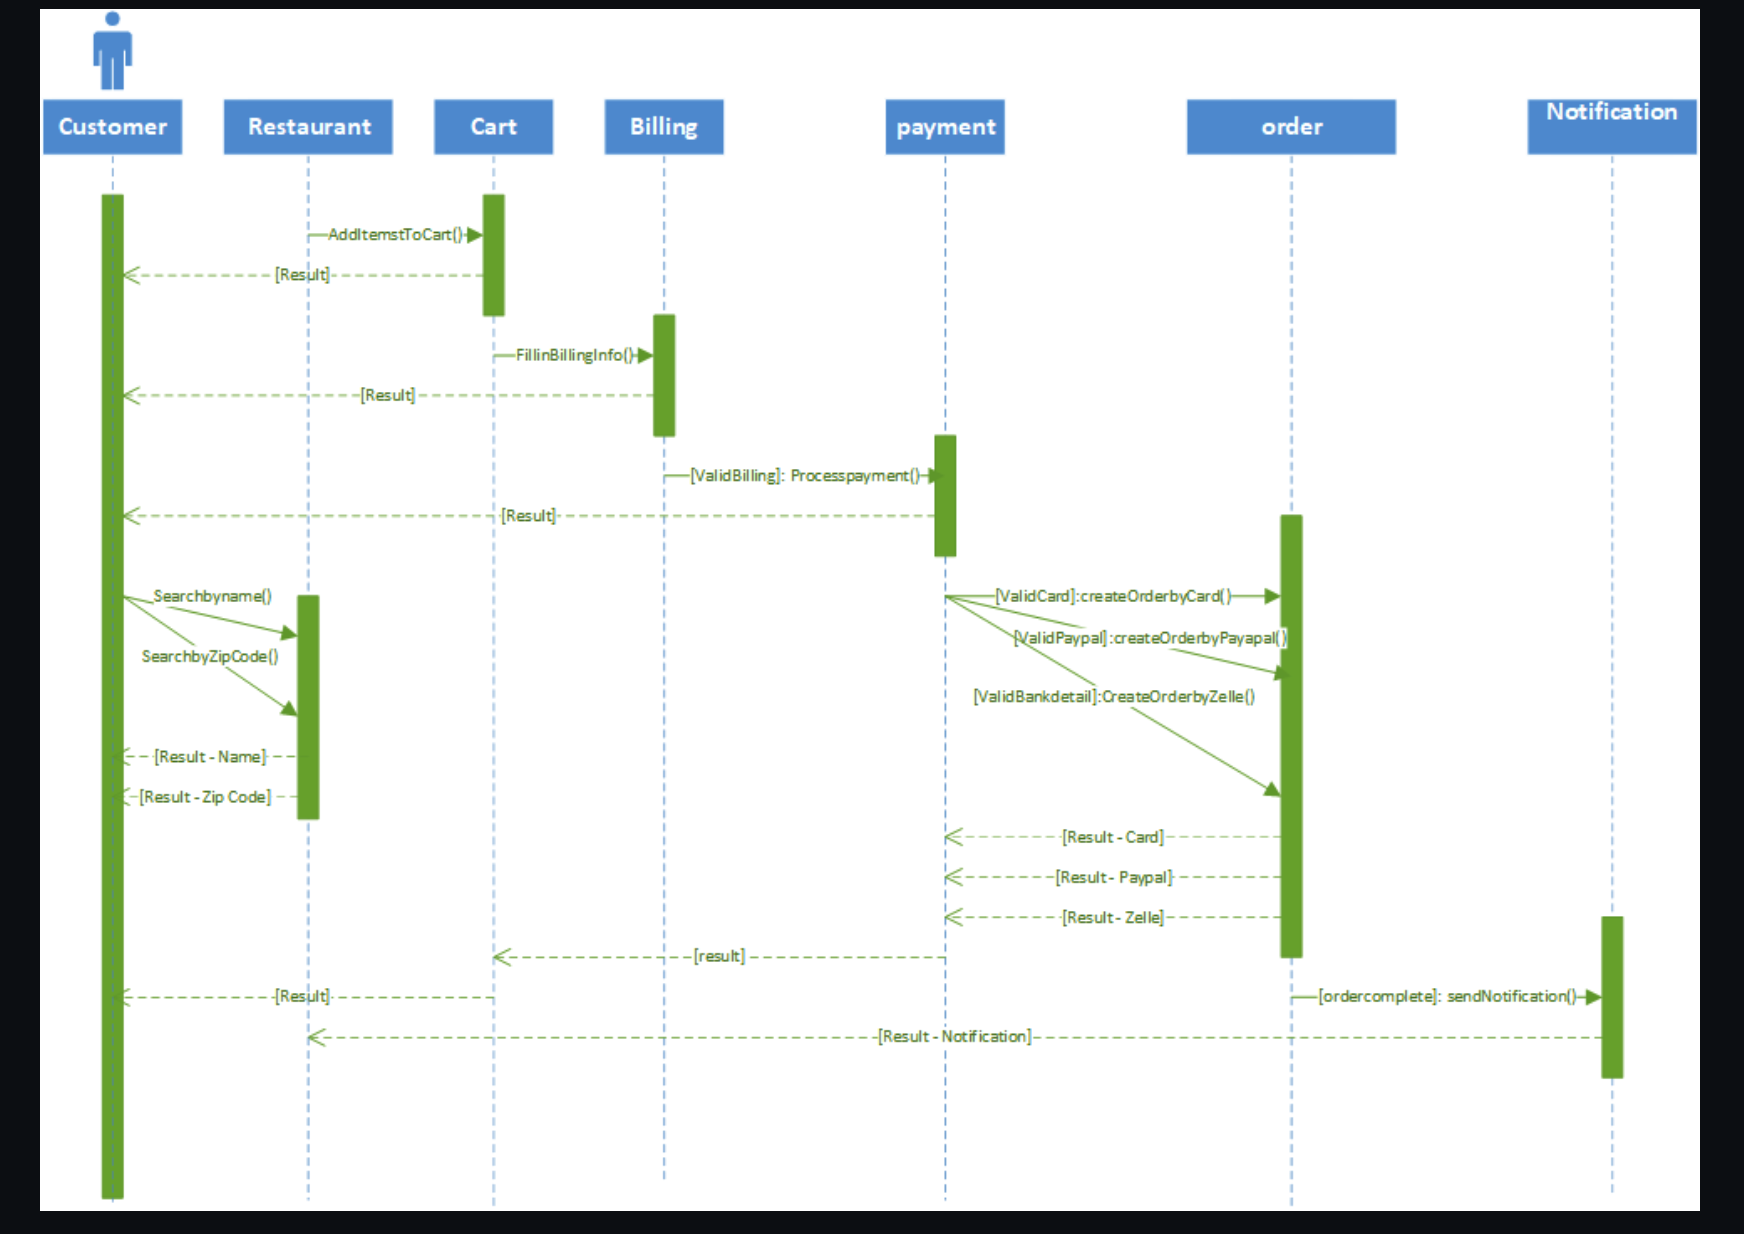 Customer
Restaurant
Cart
Billing
payment
order
Notification
AddItemstToCart()
[Result]
FillinBillingInfo()
[Result]
[ValidBilling]: Processpayment()
[Result]
Searchbyname()
[ValidCard]:createOrderbyCard()
[ValidPaypal]:createOrderbyPayapal()
SearchbyZipCode()
[ValidBankdetail]:CreateOrderbyZelle()
[Result - Name]
[Result - Zip Code]
[Result - Card]
[Result - Paypal]
[Result - Zelle]
[result]
[Result]
[ordercomplete]: sendNotification()
[Result - Notification]